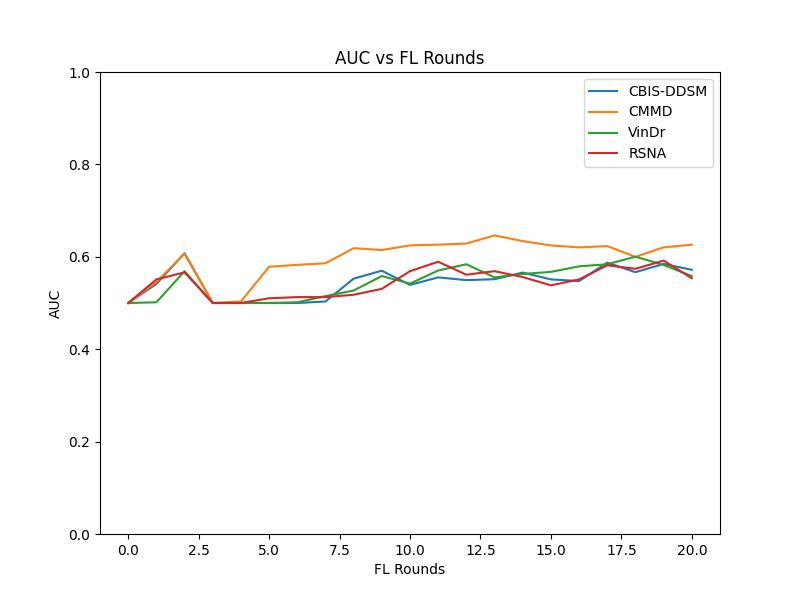 AUC vs FL Rounds
CBIS-DDSM
CMMD
VinDr
RSNA
AUC
1.0
0.8
0.6
0.4
0.2
0.0
0.0 2.5 5.0 7.5 10.0 12.5 15.0 17.5 20.0
FL Rounds